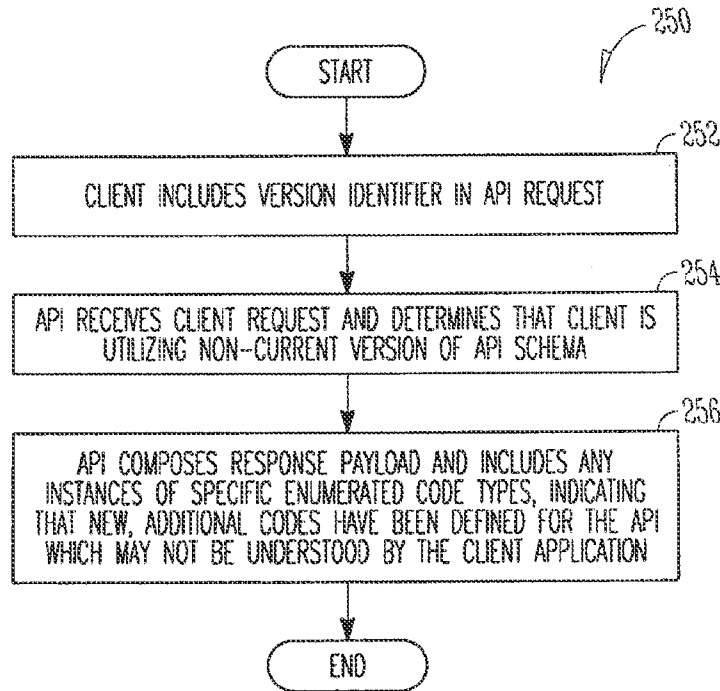 250
START
252
CLIENT INCLUDES VERSION IDENTIFIER IN API REQUEST
254
API RECEIVES CLIENT REQUEST AND DETERMINES THAT CLIENT IS
UTILIZING NON-CURRENT VERSION OF API SCHEMA
256
API COMPOSES RESPONSE PAYLOAD AND INCLUDES ANY
INSTANCES OF SPECIFIC ENUMERATED CODE TYPES, INDICATING
THAT NEW, ADDITIONAL CODES HAVE BEEN DEFINED FOR THE API
WHICH MAY NOT BE UNDERSTOOD BY THE CLIENT APPLICATION
END